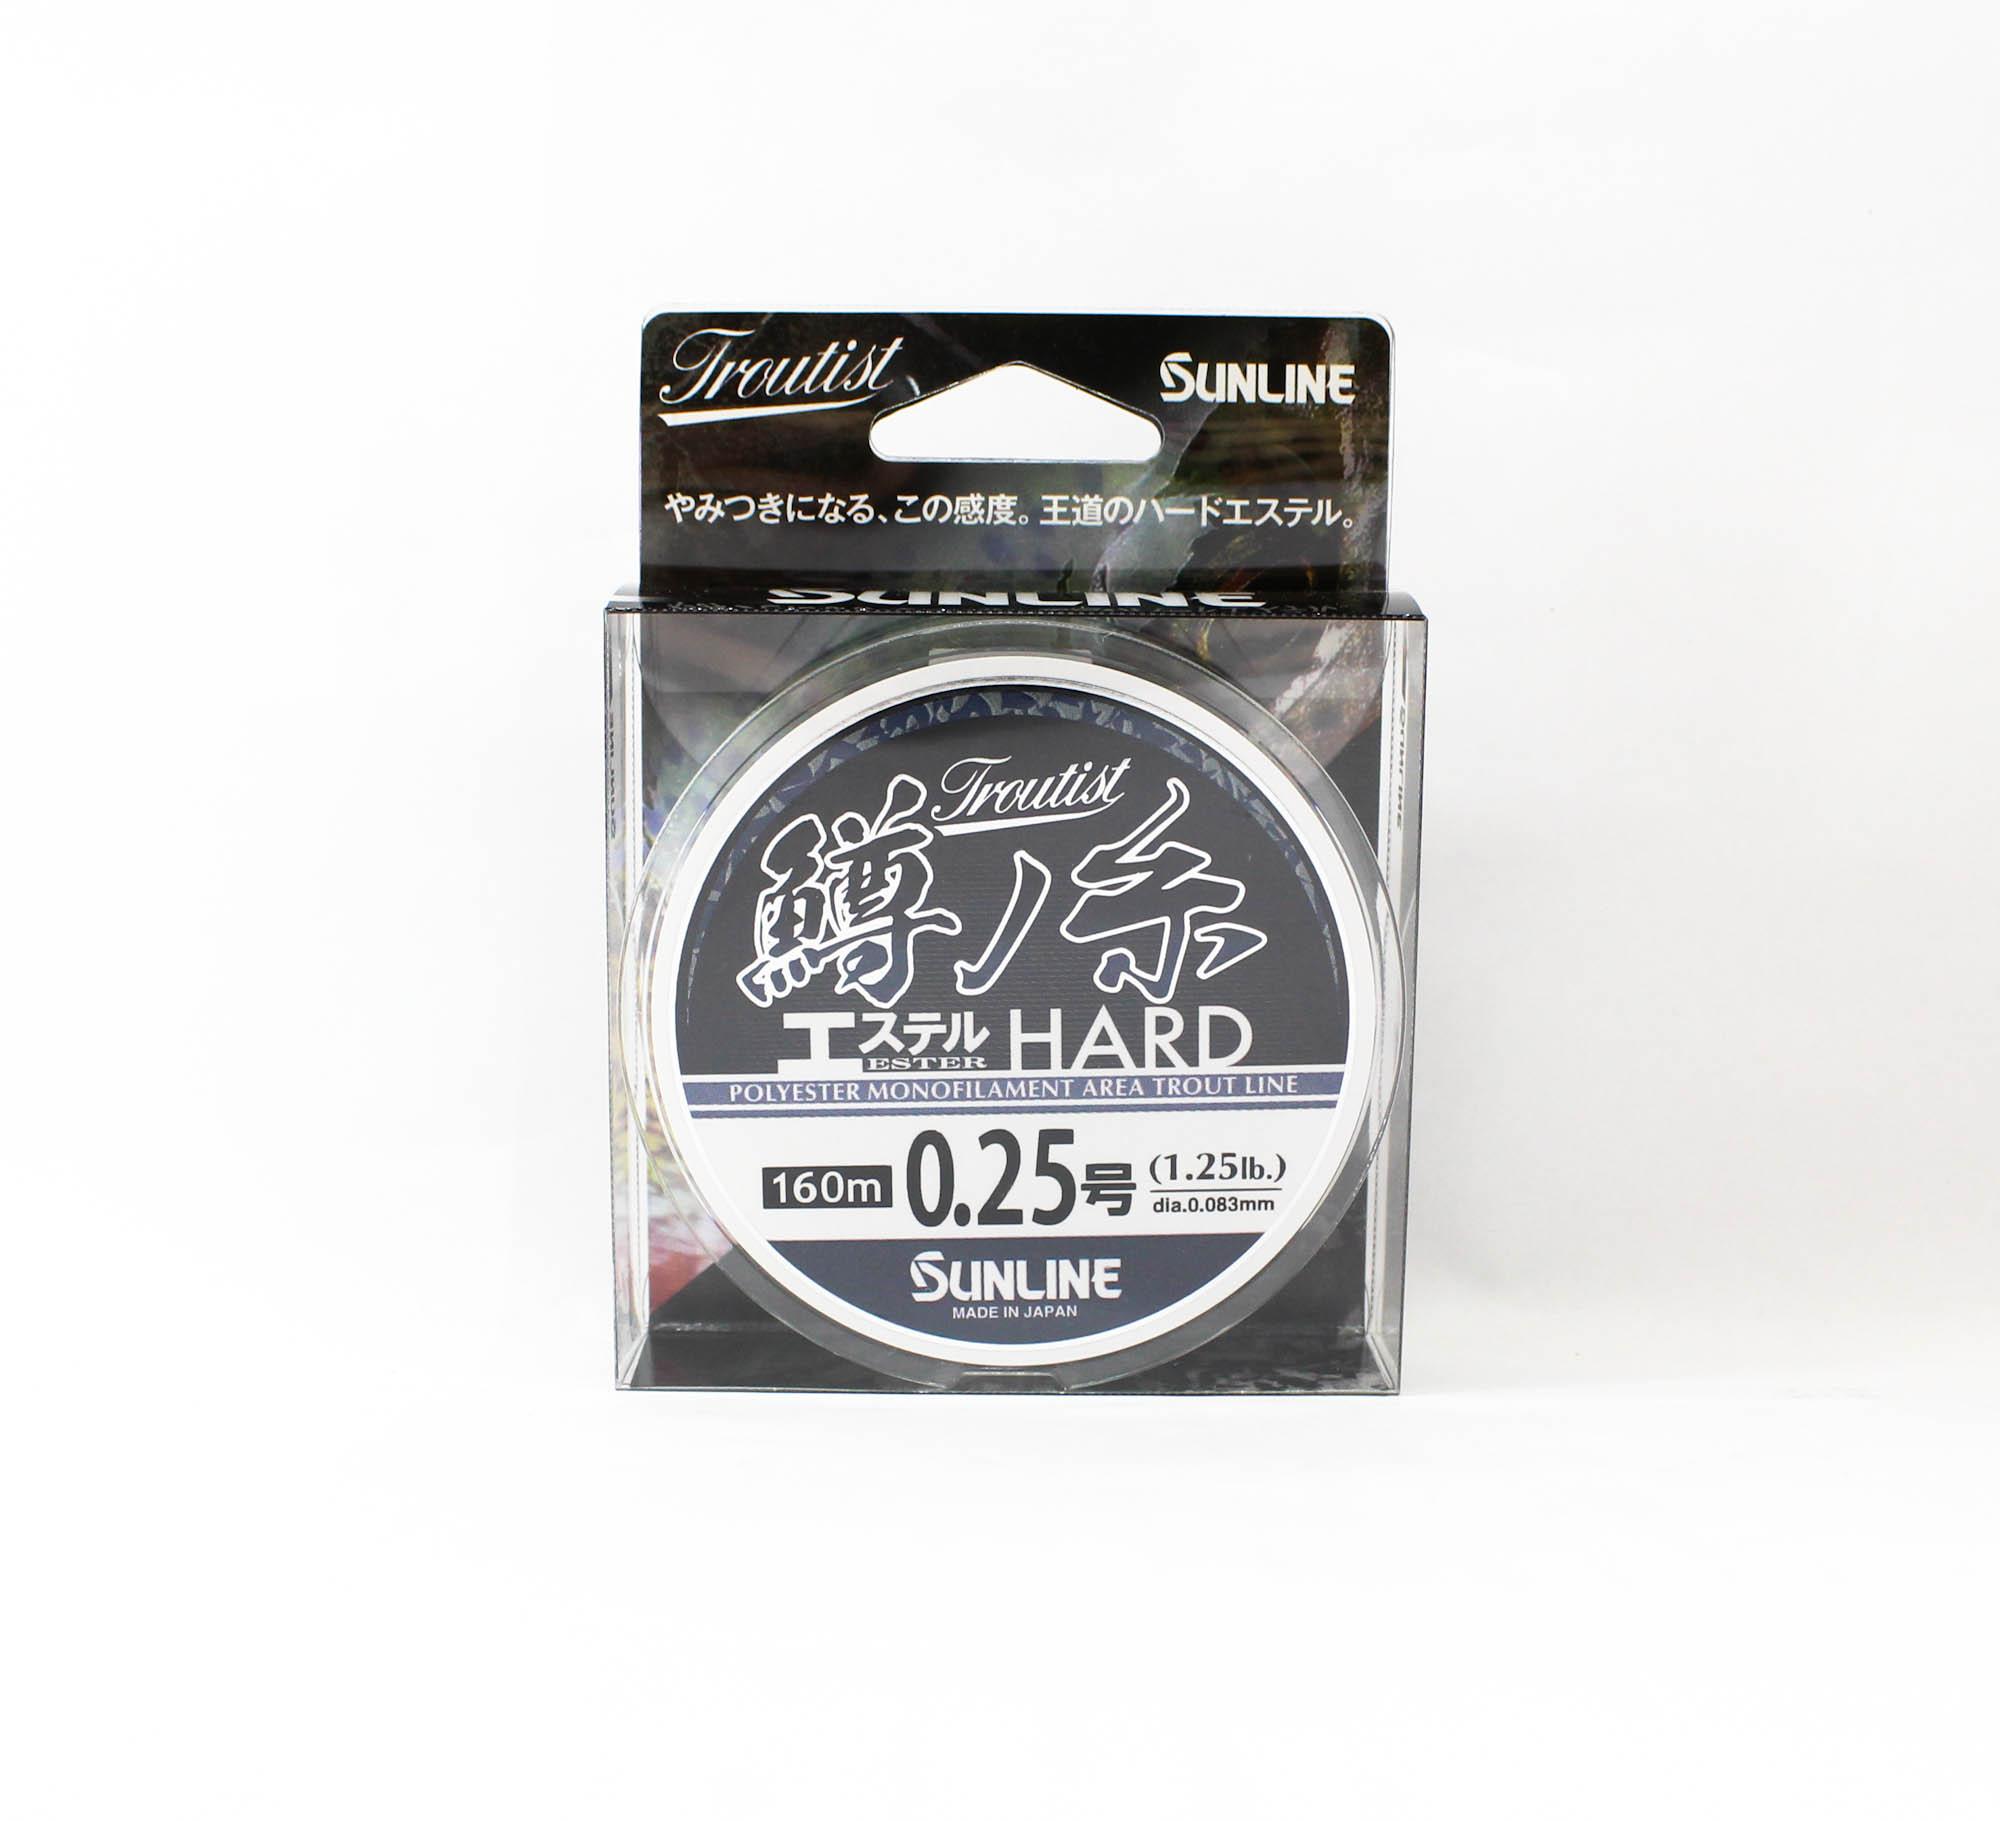 Troutist
SUNLINE
やみつきになる、この感度。王道のハードエステル。
SUNLINE
Troutist
鱒ノ糸
エステル HARD
ESTER
POLYESTER MONOFILAMENT AREA TROUT LINE
160m 0.25号 (1.25lb.)
dia.0.083mm
SUNLINE
MADE IN JAPAN